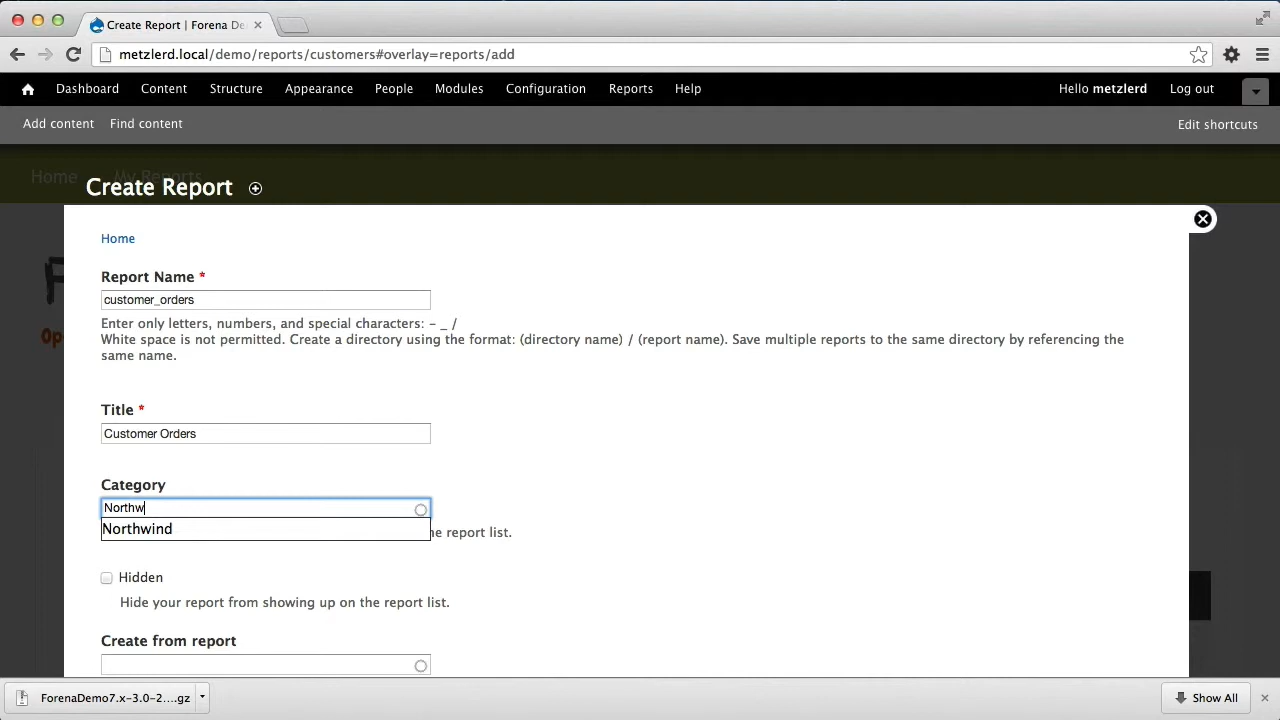 Create Report | Forena De
metzlerd.local/demo/reports/customers#overlay=reports/add
Dashboard Content Structure Appearance People Modules Configuration Reports Help Hello metzlerd Log out
Add content Find content Edit shortcuts
Home My Reports
Create Report
Home
Report Name *
customer_orders
Enter only letters, numbers, and special characters: - _ /
White space is not permitted. Create a directory using the format: (directory name) / (report name). Save multiple reports to the same directory by referencing the
same name.
Title *
Customer Orders
Category
Northw
Northwind
he report list.
Hidden
Hide your report from showing up on the report list.
Create from report
ForenaDemo7.x-3.0-2....gz
Show All